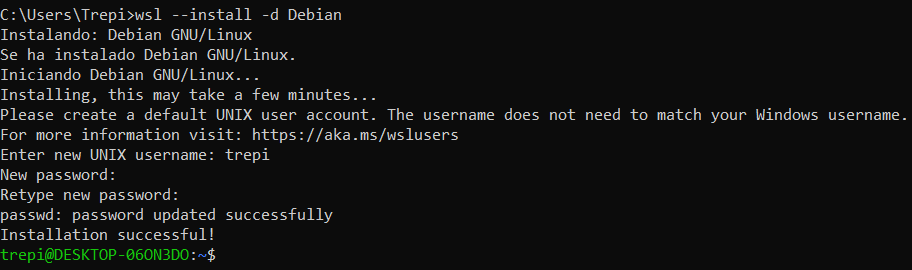 C:\Users\Trepi>wsl --install -d Debian
Instalando: Debian GNU/Linux
Se ha instalado Debian GNU/Linux.
Iniciando Debian GNU/Linux...
Installing, this may take a few minutes...
Please create a default UNIX user account. The username does not need to match your Windows username.
For more information visit: https://aka.ms/wslusers
Enter new UNIX username: trepi
New password:
Retype new password:
passwd: password updated successfully
Installation successful!
trepi@DESKTOP-06ON3DO:~$